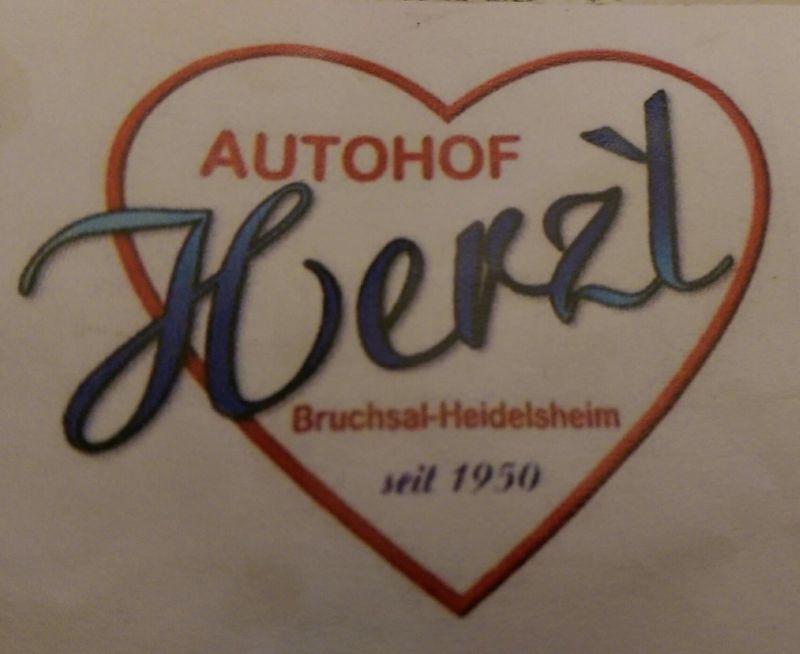 AUTOHOF
Herzl
Bruchsal-Heidelsheim
seit 1950